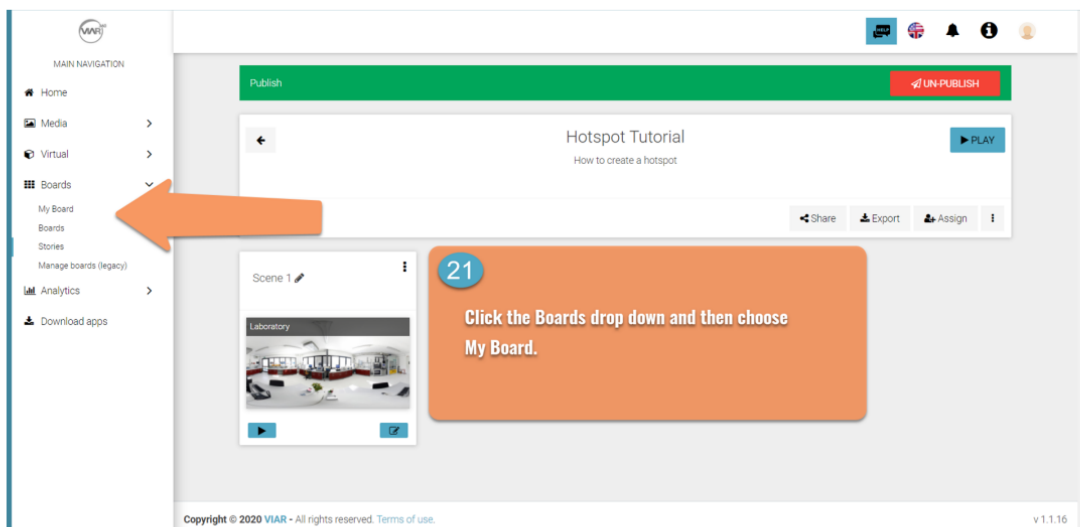 VIAR
HELP
MAIN NAVIGATION
Home
Media
Virtual
Boards
My Board
Boards
Stories
Manage boards (legacy)
Analytics
Download apps
Publish
UN-PUBLISH
Hotspot Tutorial
PLAY
How to create a hotspot
Share
Export
Assign
Scene 1
Laboratory
21
Click the Boards drop down and then choose
My Board.
Copyright © 2020 VIAR - All rights reserved. Terms of use.
v 1.1.16